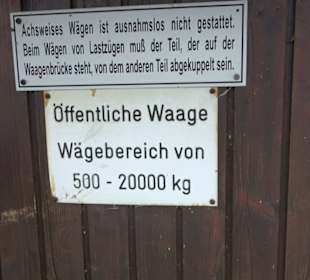 Achsweises Wägen ist ausnahmslos nicht gestattet.
Beim Wägen von Lastzügen muß der Teil, der auf der
Waagenbrücke steht, von dem anderen Teil abgekuppelt sein.
Öffentliche Waage
Wägebereich von
500 - 20000 kg